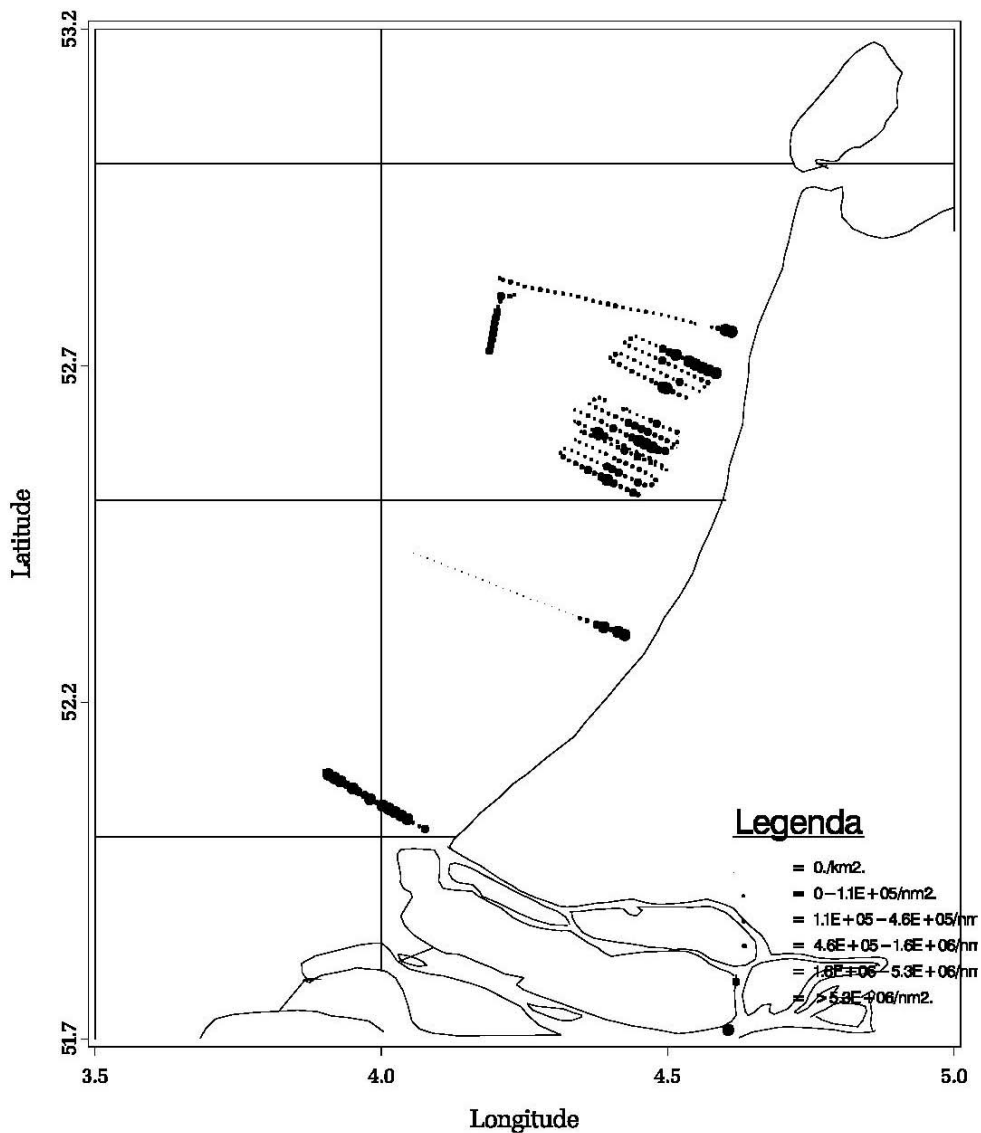 53.2
52.7
52.2
51.7
Latitude
3.5 4.0 4.5 5.0
Longitude
Legenda
= 0./km2.
= 0–1.1E+05/nm2.
= 1.1E+05–4.6E+05/nm
= 4.6E+05–1.6E+06/nm
= 1.6E+06–5.3E+06/nm
= >5.3E+06/nm2.